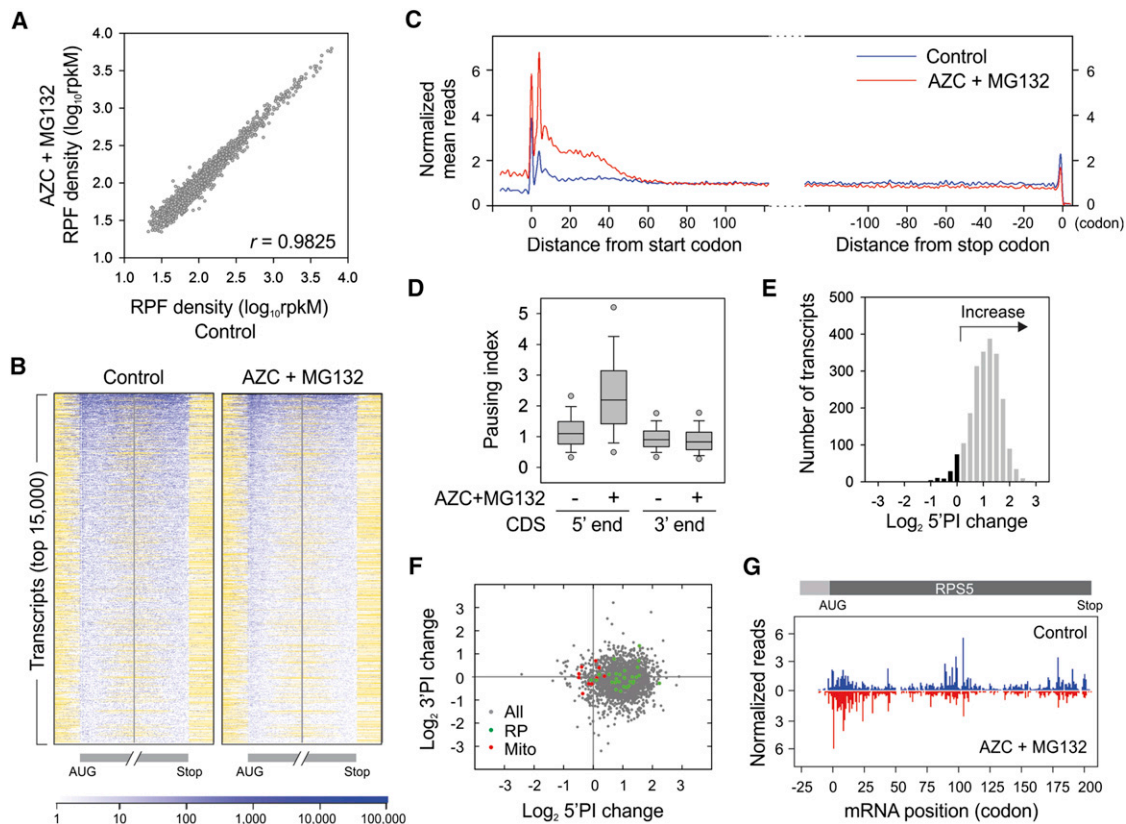 A
AZC + MG132
RPF density (log₁₀rpkM)
4.0
3.5
3.0
2.5
2.0
1.5
1.0
r = 0.9825
1.0 1.5 2.0 2.5 3.0 3.5 4.0
RPF density (log₁₀rpkM)
Control
B
Control AZC + MG132
Transcripts (top 15,000)
AUG Stop AUG Stop
1 10 100 1,000 10,000 100.000
C
Normalized
mean reads
6
4
2
0
Control
AZC + MG132
6
4
2
0
0 20 40 60 80 100 -100 -80 -60 -40 -20 0 (codon)
Distance from start codon Distance from stop codon
D
Pausing index
5
4
3
2
1
0
AZC+MG132 - + - +
CDS 5' end 3' end
E
Number of transcripts
500
400
300
200
100
0
Increase
-3 -2 -1 0 1 2 3
Log₂ 5'PI change
F
Log₂ 3'PI change
3
2
1
0
-1
-2
-3
All
RP
Mito
-4 -3 -2 -1 0 1 2 3 4
Log₂ 5'PI change
G
RPS5
AUG Stop
Normalized reads
6
3
0
3
6
Control
AZC + MG132
-25 0 25 50 75 100 125 150 175 200
mRNA position (codon)